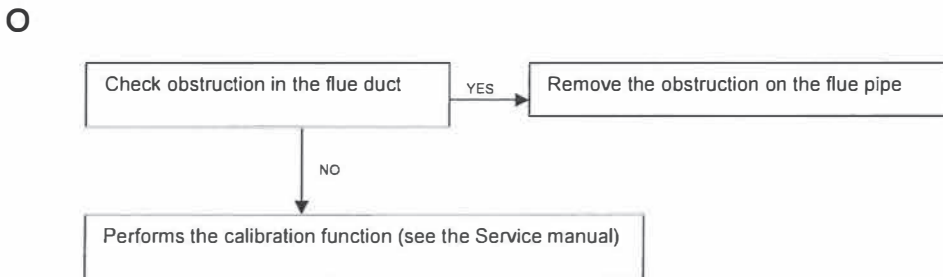 O
Check obstruction in the flue duct
YES
Remove the obstruction on the flue pipe
NO
Performs the calibration function (see the Service manual)